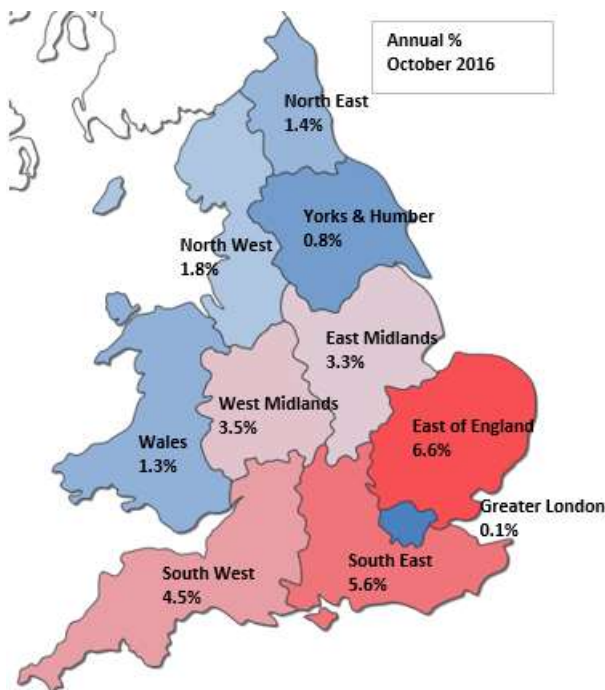 Annual %
October 2016
North East
1.4%
Yorks & Humber
0.8%
North West
1.8%
East Midlands
3.3%
West Midlands
3.5%
East of England
6.6%
Wales
1.3%
Greater London
0.1%
South West
4.5%
South East
5.6%